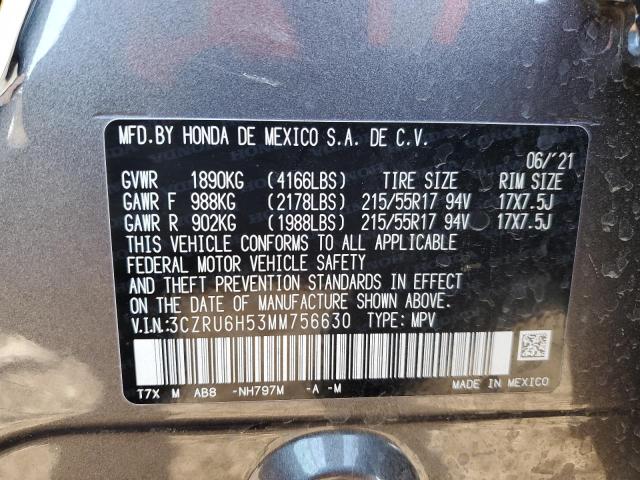 MFD.BY HONDA DE MEXICO S.A. DE C.V.
06/'21
GVWR 1890KG (4166LBS) TIRE SIZE RIM SIZE
GAWR F 988KG (2178LBS) 215/55R17 94V 17X7.5J
GAWR R 902KG (1988LBS) 215/55R17 94V 17X7.5J
THIS VEHICLE CONFORMS TO ALL APPLICABLE
FEDERAL MOTOR VEHICLE SAFETY
AND THEFT PREVENTION STANDARDS IN EFFECT
ON THE DATE OF MANUFACTURE SHOWN ABOVE.
V.I.N:3CZRU6H53MM756630 TYPE: MPV
T7X M AB8 -NH797M -A -M
MADE IN MEXICO